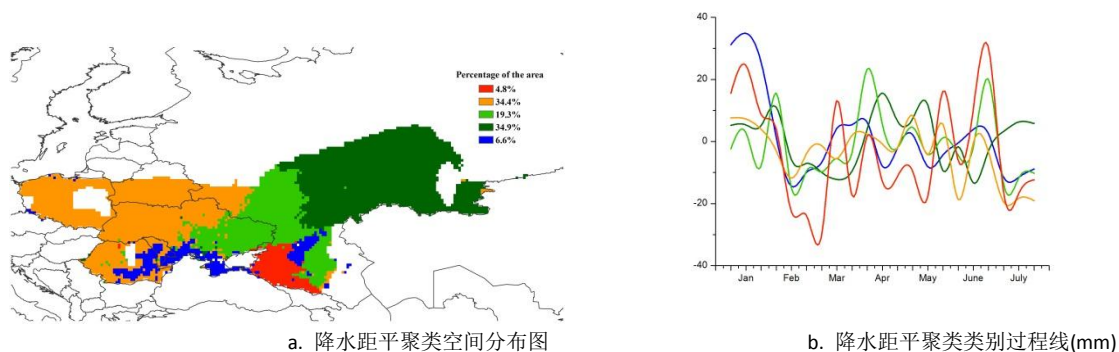 Percentage of the area
4.8%
34.4%
19.3%
34.9%
6.6%
a. 降水距平聚类空间分布图
40
20
0
-20
-40
Jan Feb Mar Apr May June July
b. 降水距平聚类类别过程线(mm)